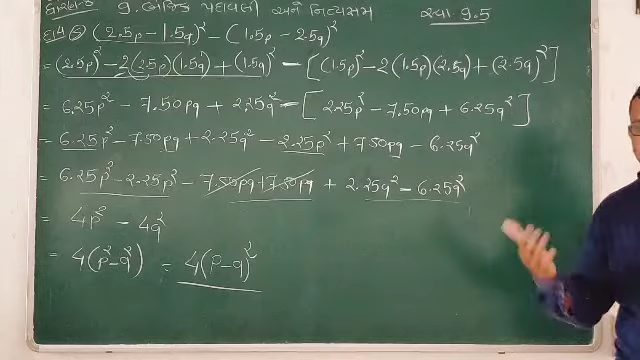 ધોરણ-8 9. બૈજિક પદાવલી અને નિત્યસમ સ્વા 9.5
(2.5p - 1.5q)² - (1.5p - 2.5q)²
= (2.5p)² - 2(2.5p)(1.5q) + (1.5q)² - [(1.5p)² - 2(1.5p)(2.5q) + (2.5q)²]
= 6.25p² - 7.50pq + 2.25q² - [2.25p² - 7.50pq + 6.25q²]
= 6.25p² - 7.50pq + 2.25q² - 2.25p² + 7.50pq - 6.25q²
= 6.25p² - 2.25p² - 7.50pq + 7.50pq + 2.25q² - 6.25q²
= 4p² - 4q²
= 4(p² - q²) = 4(p - q)²